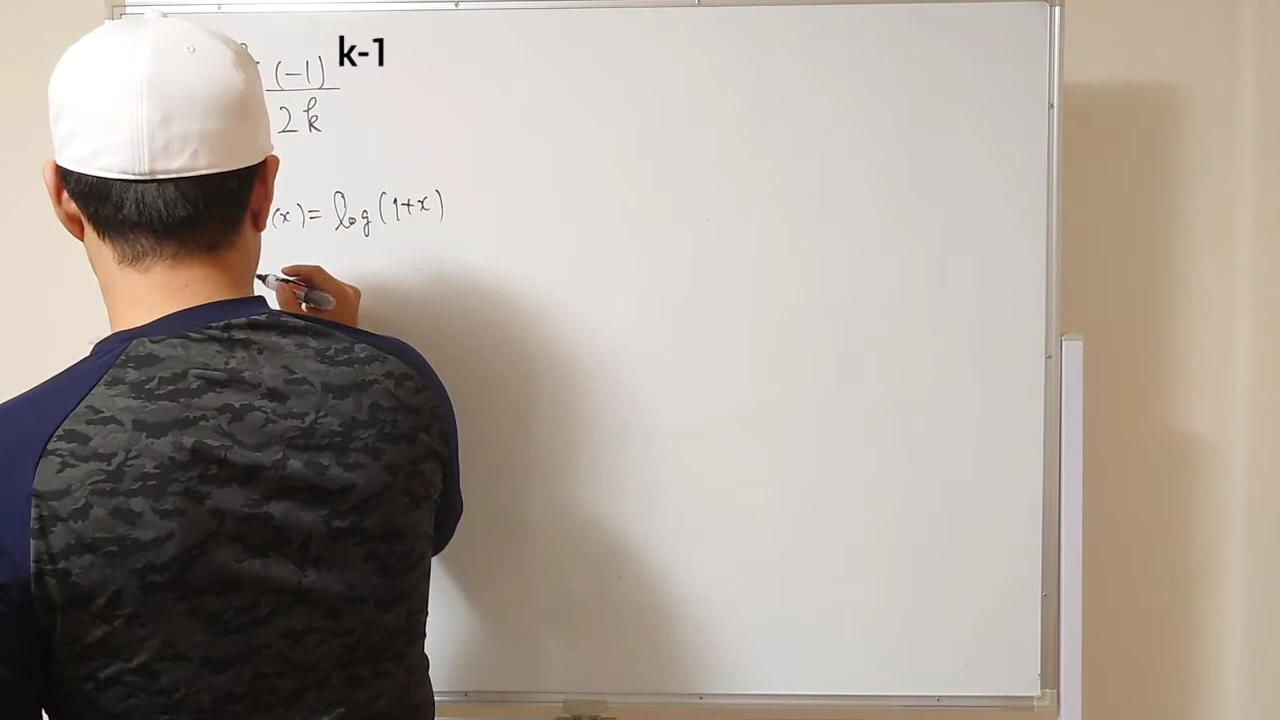 k-1
(-1)
2k
(x) = log(1+x)